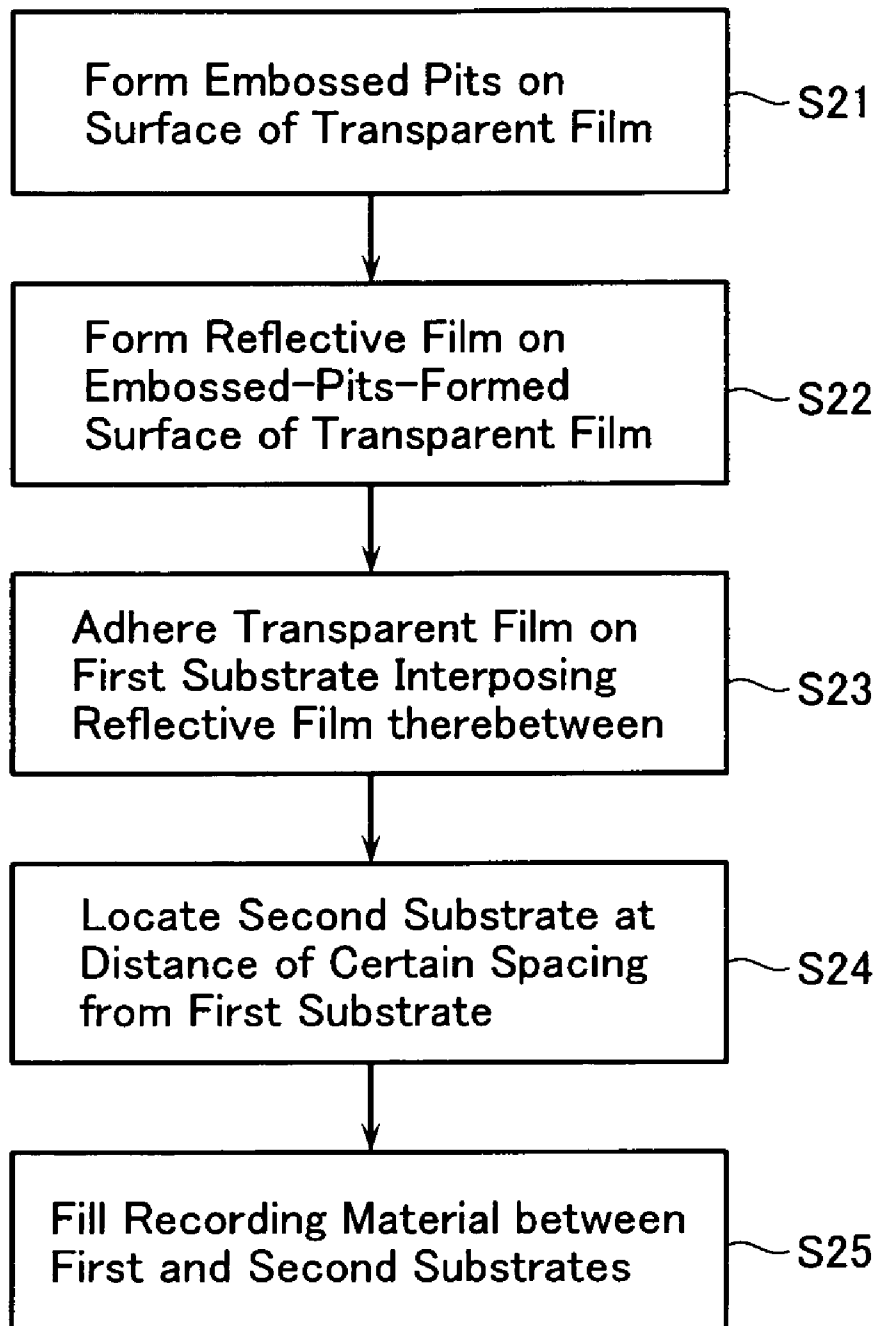 Form Embossed Pits on
Surface of Transparent Film
S21
Form Reflective Film on
Embossed-Pits-Formed
Surface of Transparent Film
S22
Adhere Transparent Film on
First Substrate Interposing
Reflective Film therebetween
S23
Locate Second Substrate at
Distance of Certain Spacing
from First Substrate
S24
Fill Recording Material between
First and Second Substrates
S25